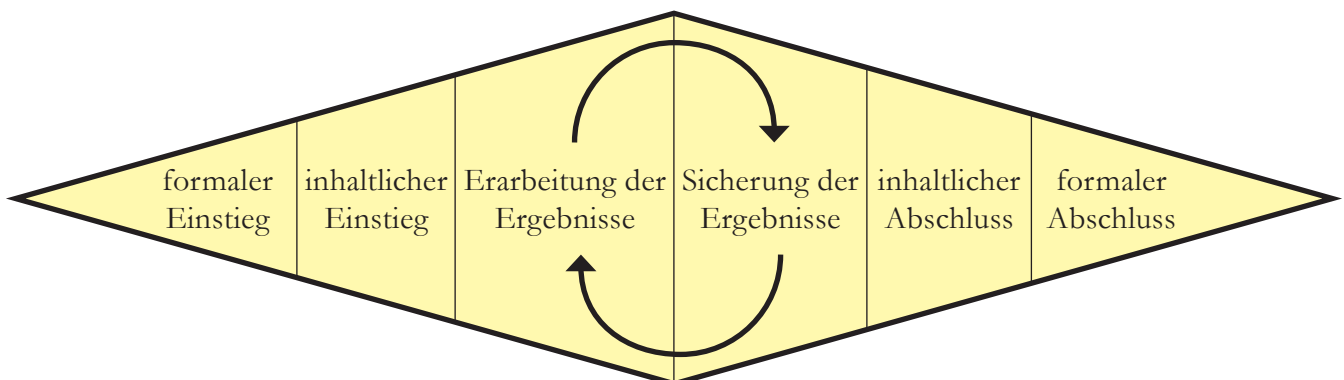 formaler
Einstieg
inhaltlicher
Einstieg
Erarbeitung der
Ergebnisse
Sicherung der
Ergebnisse
inhaltlicher
Abschluss
formaler
Abschluss